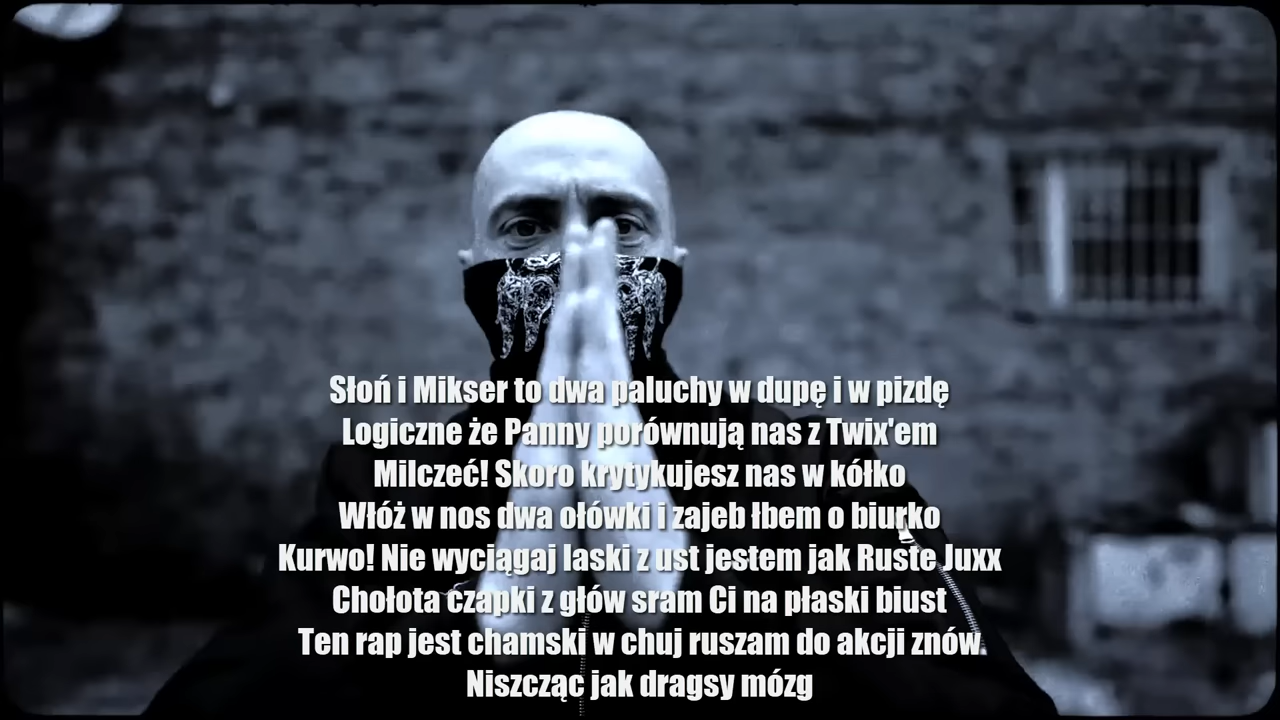 Słoń i Mikser to dwa paluchy w dupę i w pizdę
Logiczne że Panny porównują nas z Twix'em
Milczeć! Skoro krytykujesz nas w kółko
Włóż w nos dwa ołówki i zajeb łbem o biurko
Kurwo! Nie wyciągaj laski z ust jestem jak Ruste Juxx
Chołota czapki z głów sram Ci na płaski biust
Ten rap jest chamski w chuj ruszam do akcji znów.
Niszcząc jak dragsy mózg